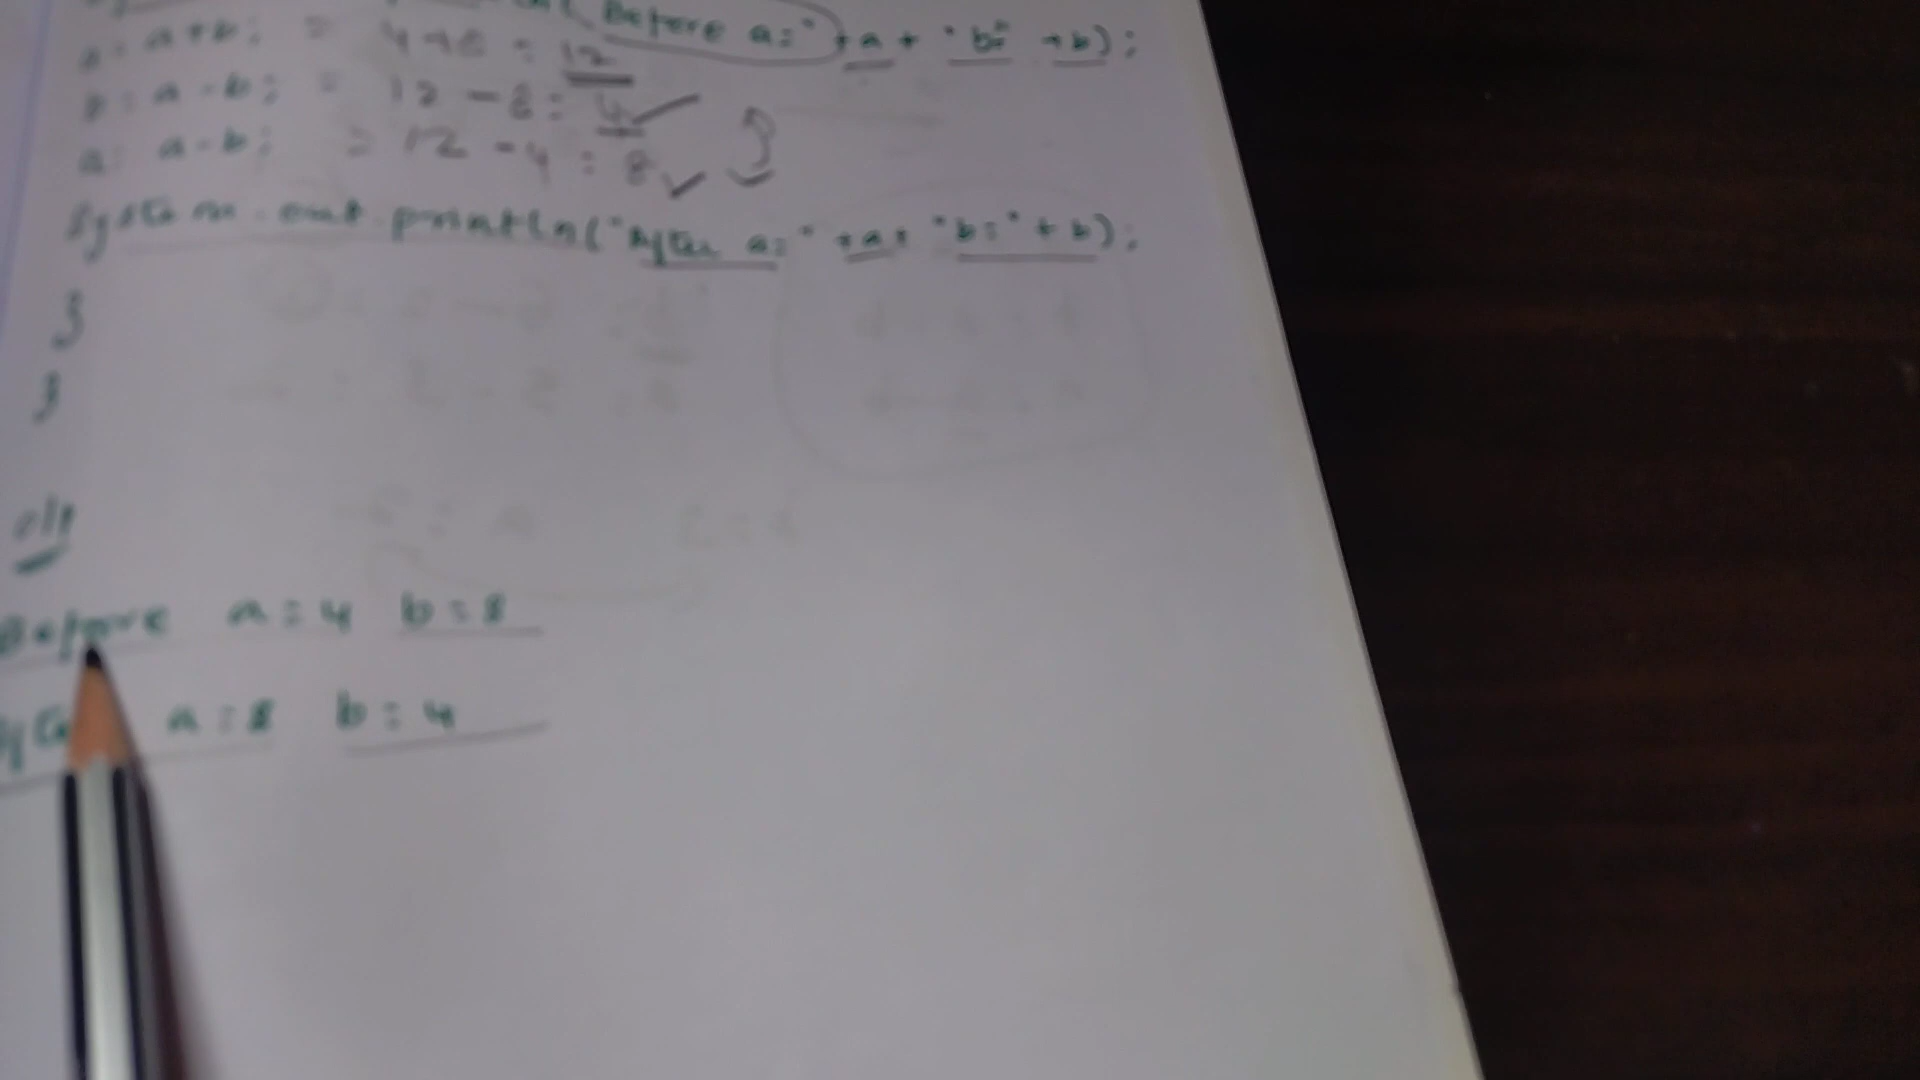 Before a=" +a+ "b=" +b);
a = a+b; = 4+8 = 12
b = a-b; = 12-8 = 4
a = a-b; = 12-4 = 8
System.out.println("After a=" +a+ "b=" +b);
}
}
o/p
Before a=4 b=8
After a=8 b=4